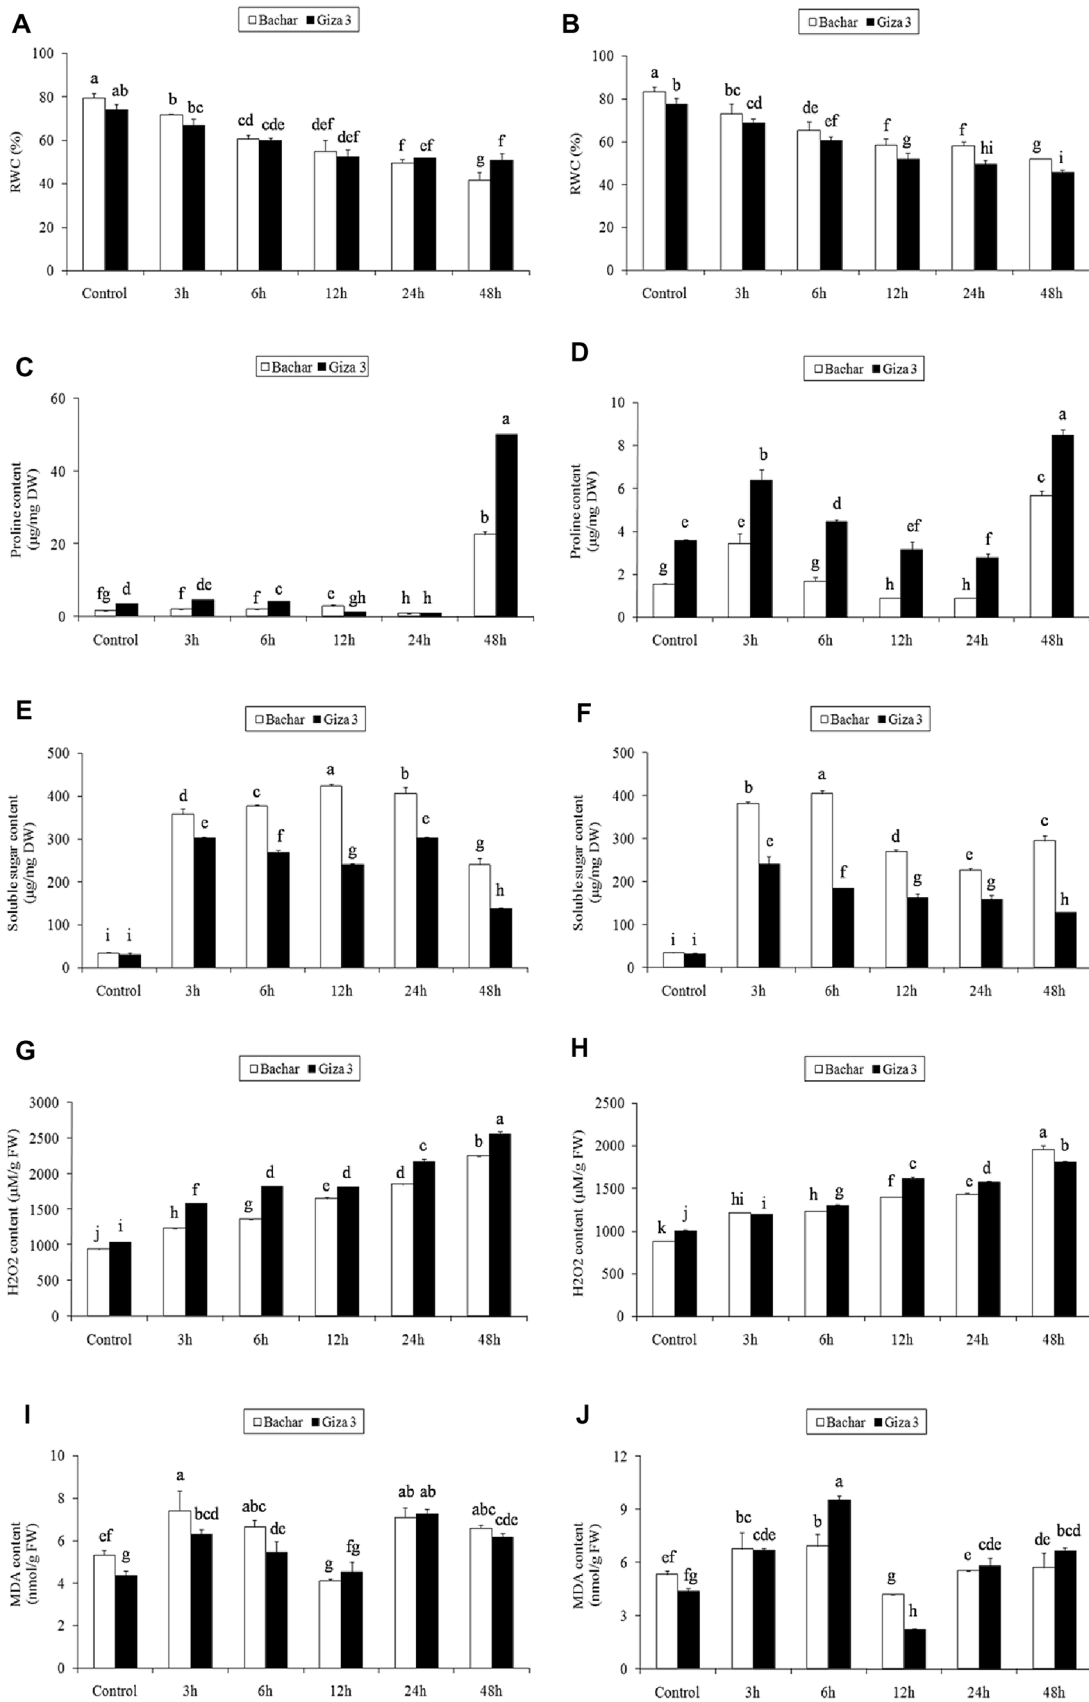 A
Bachar Giza 3
RWC (%)
100
80
60
40
20
0
a ab b bc cd cde def def f ef g f
Control 3h 6h 12h 24h 48h
B
Bachar Giza 3
RWC (%)
100
80
60
40
20
0
a b bc cd de ef f g f hi g i
Control 3h 6h 12h 24h 48h
C
Bachar Giza 3
Proline content
(µg/mg DW)
60
40
20
0
fg d f de f c e gh h h b a
Control 3h 6h 12h 24h 48h
D
Bachar Giza 3
Proline content
(µg/mg DW)
10
8
6
4
2
0
g e e b g d h ef h f c a
Control 3h 6h 12h 24h 48h
E
Bachar Giza 3
Soluble sugar content
(µg/mg DW)
500
400
300
200
100
0
i i d e c f a g b e g h
Control 3h 6h 12h 24h 48h
F
Bachar Giza 3
Soluble sugar content
(µg/mg DW)
500
400
300
200
100
0
i i b e a f d g e g c h
Control 3h 6h 12h 24h 48h
G
Bachar Giza 3
H2O2 content (µM/g FW)
3000
2500
2000
1500
1000
500
0
j i h f g d e d d c b a
Control 3h 6h 12h 24h 48h
H
Bachar Giza 3
H2O2 content (µM/g FW)
2500
2000
1500
1000
500
0
k j hi i h g f c e d a b
Control 3h 6h 12h 24h 48h
I
Bachar Giza 3
MDA content
(nmol/g FW)
10
8
6
4
2
0
ef g a bcd abc de g fg ab ab abc cde
Control 3h 6h 12h 24h 48h
J
Bachar Giza 3
MDA content
(nmol/g FW)
12
9
6
3
0
ef fg bc cde b a g h e cde de bcd
Control 3h 6h 12h 24h 48h